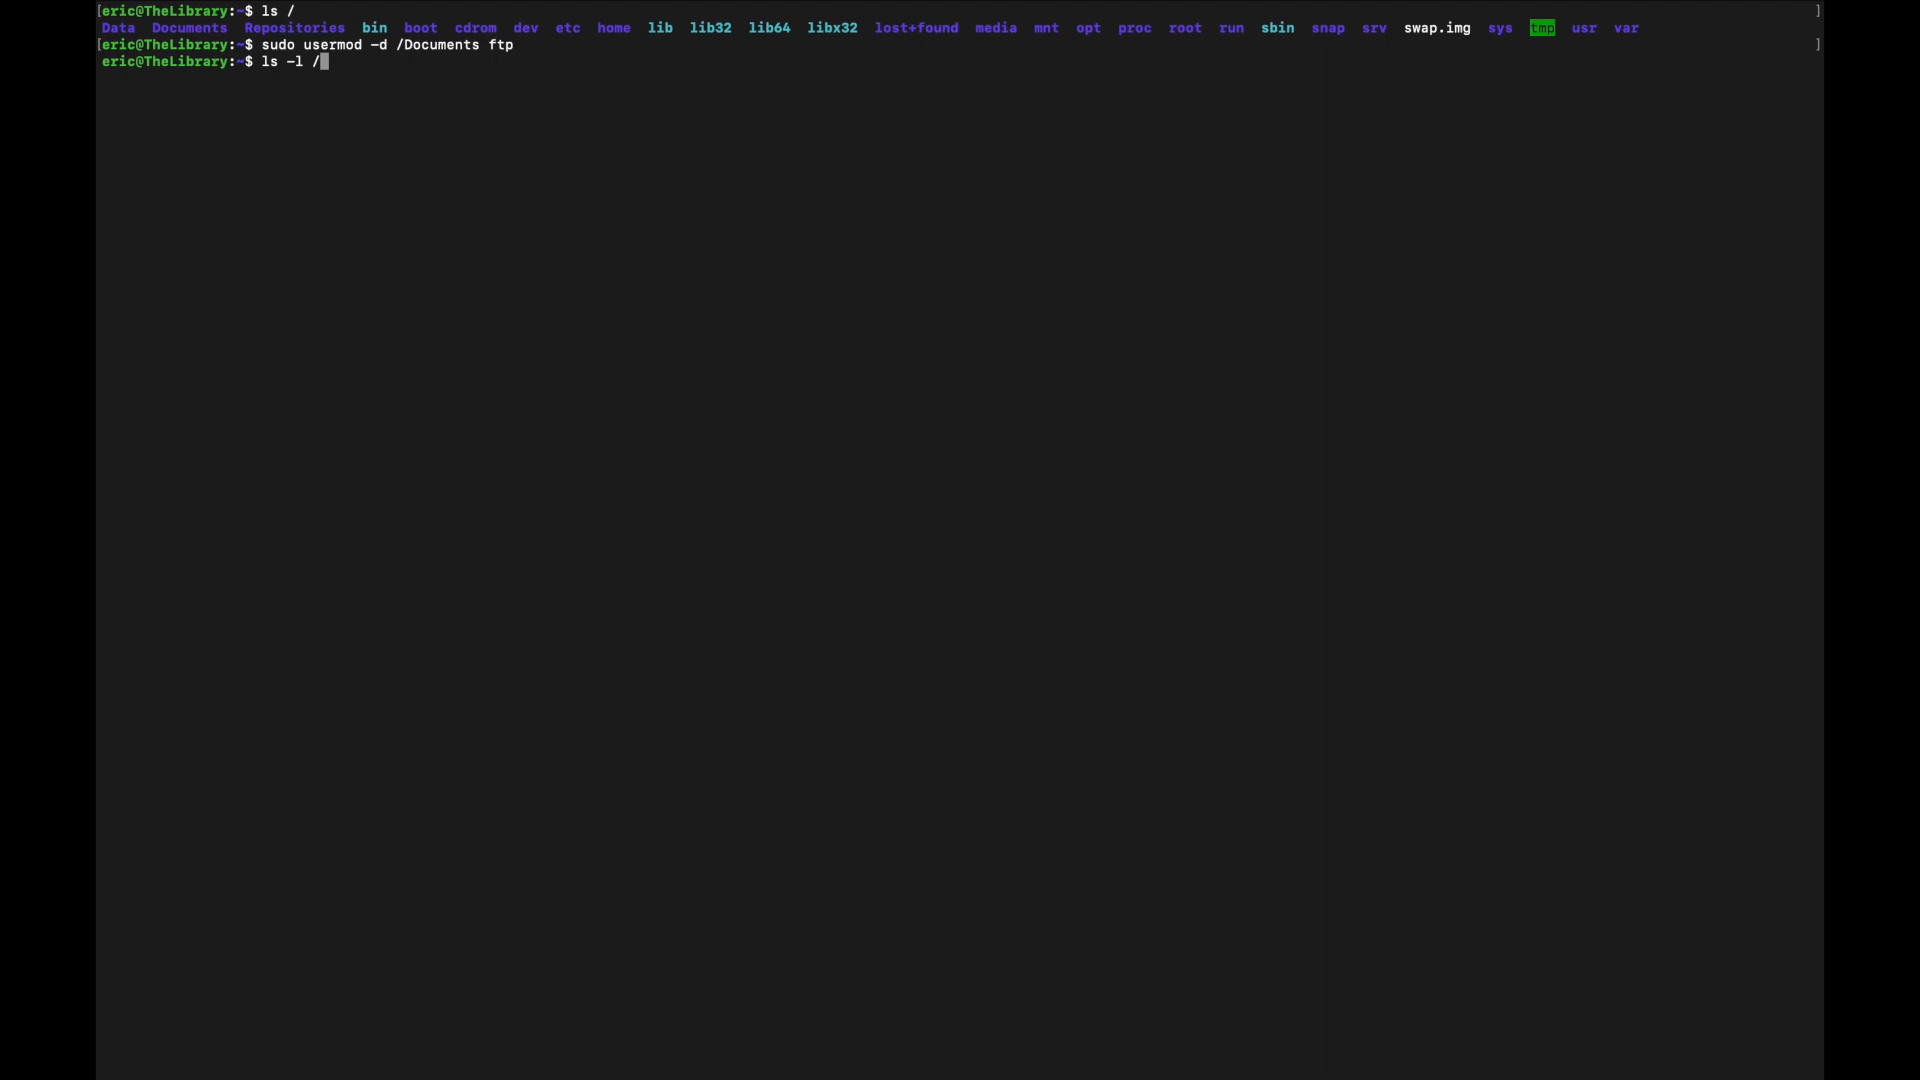 [eric@TheLibrary:~$ ls / ]
Data Documents Repositories bin boot cdrom dev etc home lib lib32 lib64 libx32 lost+found media mnt opt proc root run sbin snap srv swap.img sys tmp usr var
[eric@TheLibrary:~$ sudo usermod -d /Documents ftp ]
eric@TheLibrary:~$ ls -l /